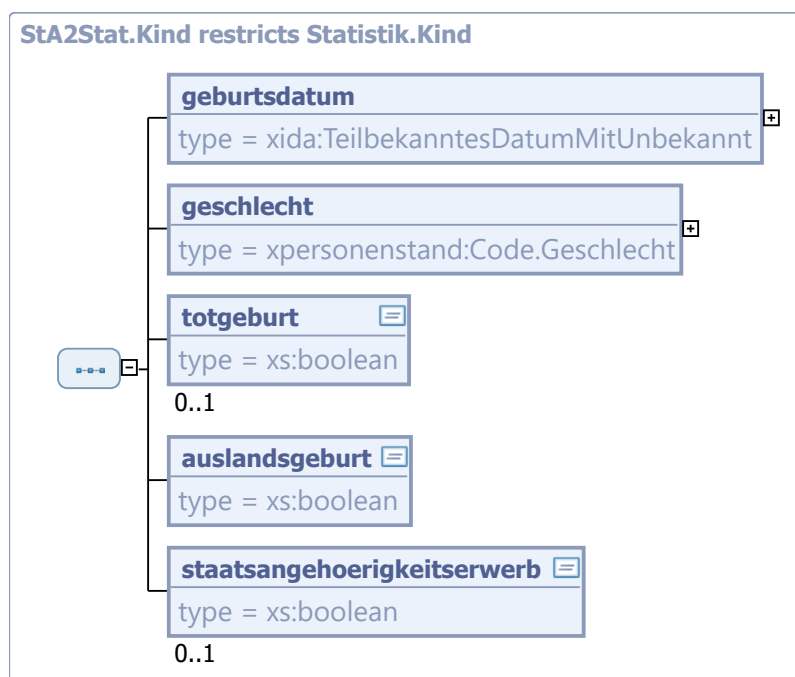 StA2Stat.Kind restricts Statistik.Kind
geburtsdatum
type = xida:TeilbekanntesDatumMitUnbekannt
geschlecht
type = xpersonenstand:Code.Geschlecht
totgeburt
type = xs:boolean
0..1
auslandsgeburt
type = xs:boolean
staatsangehoerigkeitserwerb
type = xs:boolean
0..1